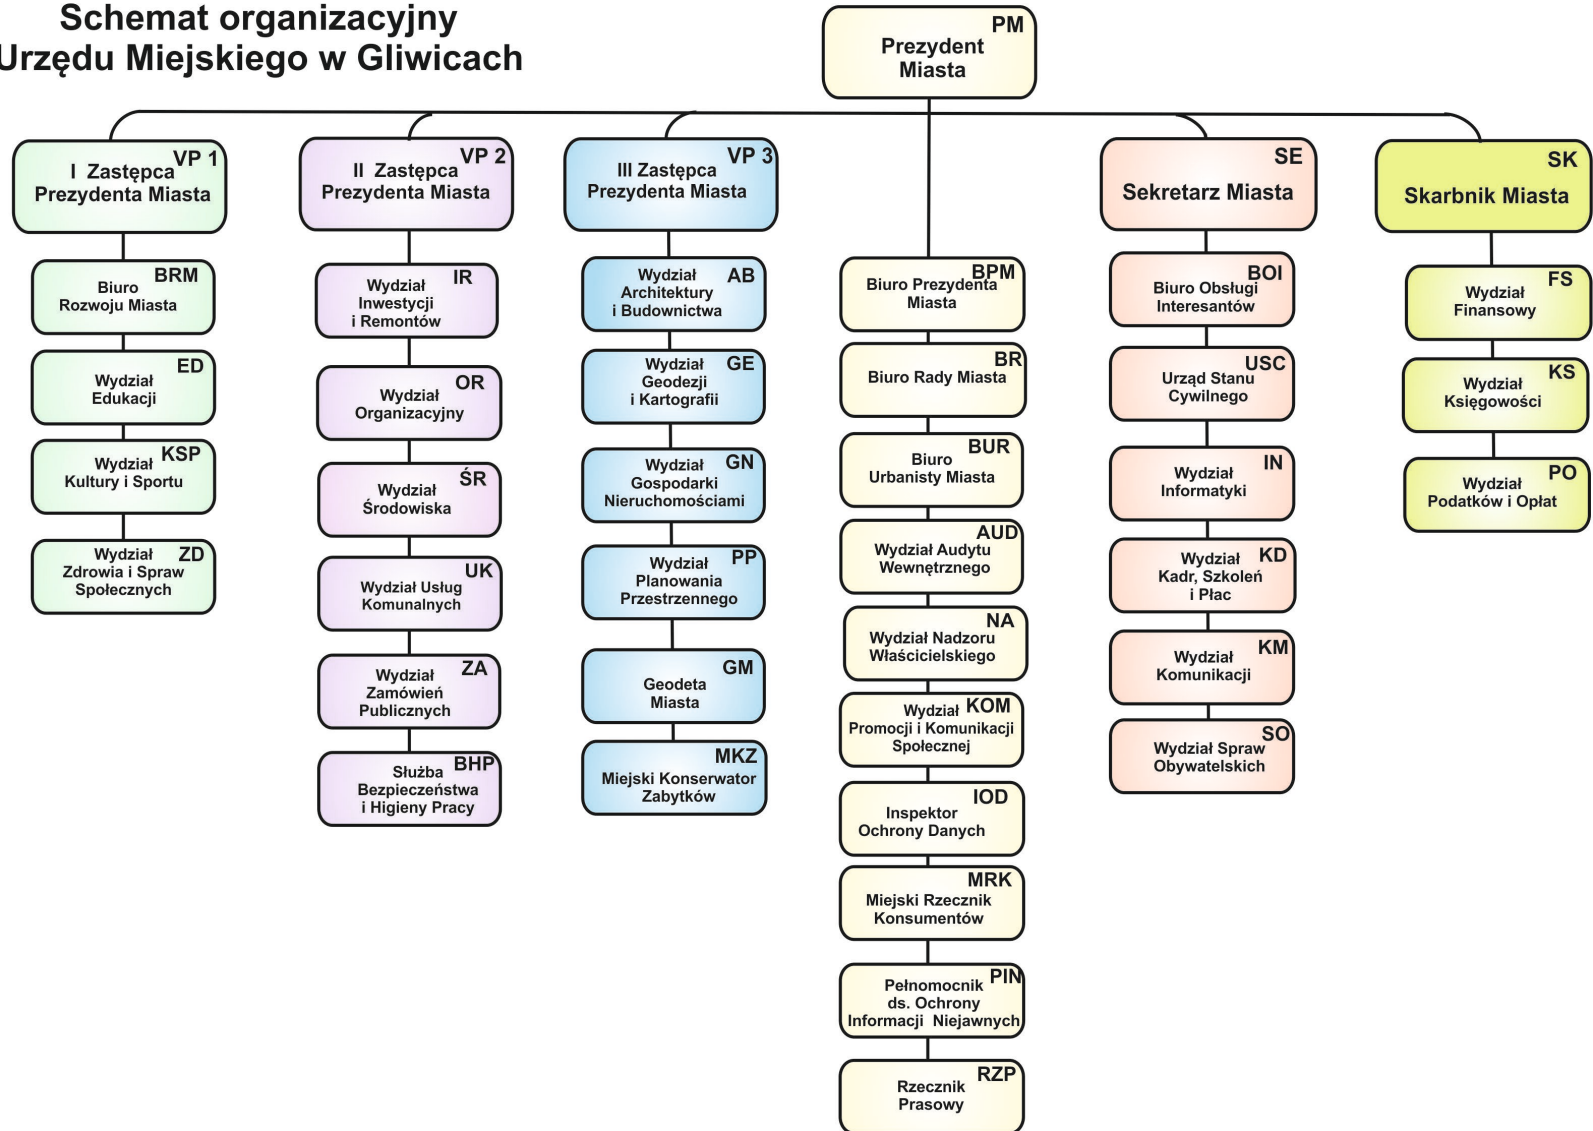 Schemat organizacyjny
Urzędu Miejskiego w Gliwicach
PM
Prezydent
Miasta
VP 1
I Zastępca
Prezydenta Miasta
BRM
Biuro
Rozwoju Miasta
ED
Wydział
Edukacji
KSP
Wydział
Kultury i Sportu
ZD
Wydział
Zdrowia i Spraw
Społecznych
VP 2
II Zastępca
Prezydenta Miasta
IR
Wydział
Inwestycji
i Remontów
OR
Wydział
Organizacyjny
ŚR
Wydział
Środowiska
UK
Wydział Usług
Komunalnych
ZA
Wydział
Zamówień
Publicznych
BHP
Służba
Bezpieczeństwa
i Higieny Pracy
VP 3
III Zastępca
Prezydenta Miasta
AB
Wydział
Architektury
i Budownictwa
GE
Wydział
Geodezji
i Kartografii
GN
Wydział
Gospodarki
Nieruchomościami
PP
Wydział
Planowania
Przestrzennego
GM
Geodeta
Miasta
MKZ
Miejski Konserwator
Zabytków
BPM
Biuro Prezydenta
Miasta
BR
Biuro Rady Miasta
BUR
Biuro
Urbanisty Miasta
AUD
Wydział Audytu
Wewnętrznego
NA
Wydział Nadzoru
Właścicielskiego
KOM
Wydział
Promocji i Komunikacji
Społecznej
IOD
Inspektor
Ochrony Danych
MRK
Miejski Rzecznik
Konsumentów
PIN
Pełnomocnik
ds. Ochrony
Informacji Niejawnych
RZP
Rzecznik
Prasowy
SE
Sekretarz Miasta
BOI
Biuro Obsługi
Interesantów
USC
Urząd Stanu
Cywilnego
IN
Wydział
Informatyki
KD
Wydział
Kadr, Szkoleń
i Płac
KM
Wydział
Komunikacji
SO
Wydział Spraw
Obywatelskich
SK
Skarbnik Miasta
FS
Wydział
Finansowy
KS
Wydział
Księgowości
PO
Wydział
Podatków i Opłat